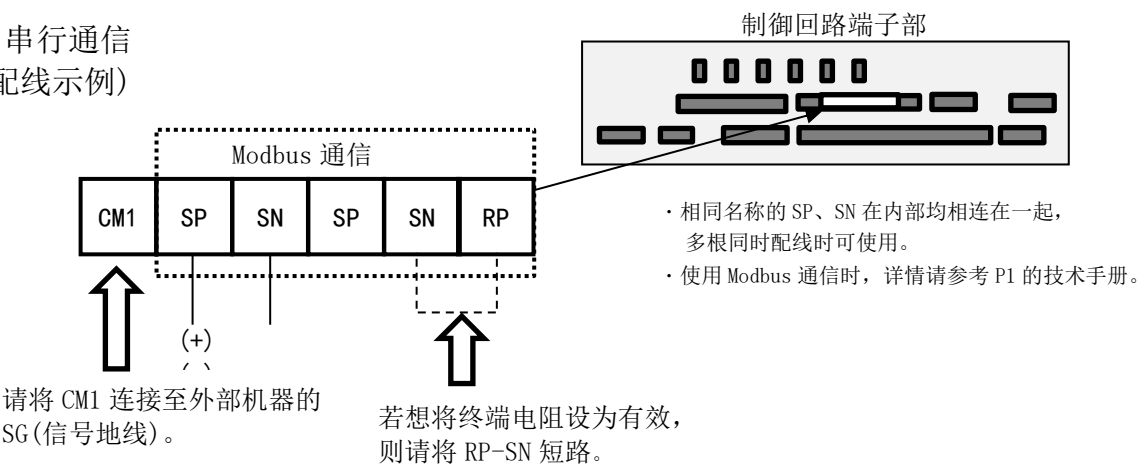 串行通信
配线示例)
制御回路端子部
Modbus 通信
CM1 SP SN SP SN RP
・相同名称的 SP、SN 在内部均相连在一起，
多根同时配线时可使用。
・使用 Modbus 通信时，详情请参考 P1 的技术手册。
(+)
请将 CM1 连接至外部机器的
SG(信号地线)。
若想将终端电阻设为有效，
则请将 RP-SN 短路。